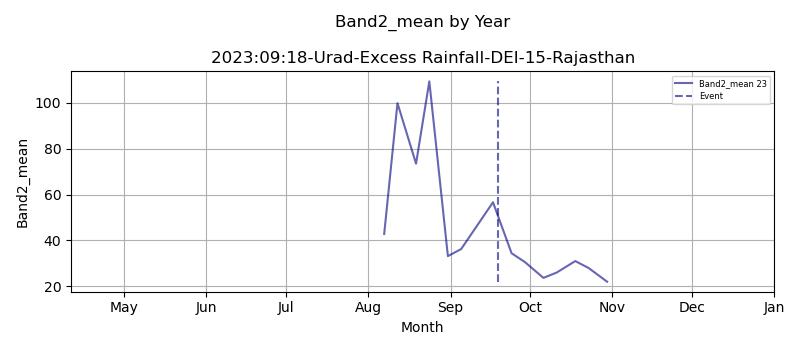 Band2_mean by Year
2023:09:18-Urad-Excess Rainfall-DEI-15-Rajasthan
Band2_mean 23
Event
100
80
60
40
20
Band2_mean
May Jun Jul Aug Sep Oct Nov Dec Jan
Month